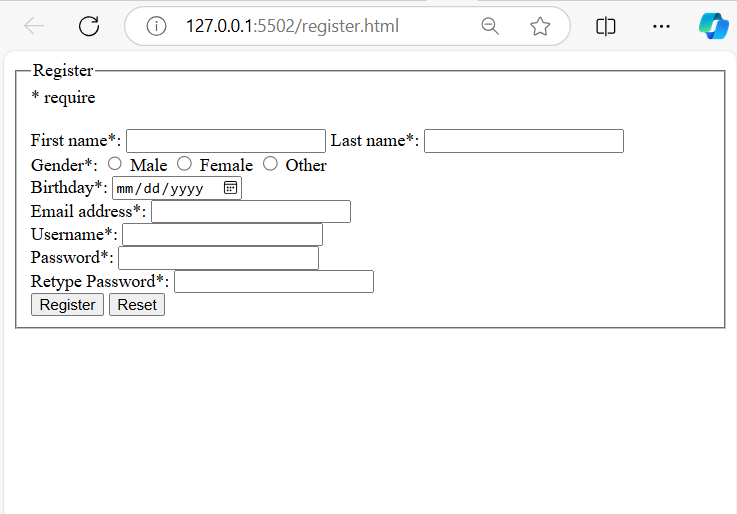 127.0.0.1:5502/register.html
Register
* require
First name*: Last name*:
Gender*: Male Female Other
Birthday*: mm/dd/yyyy
Email address*:
Username*:
Password*:
Retype Password*:
Register Reset